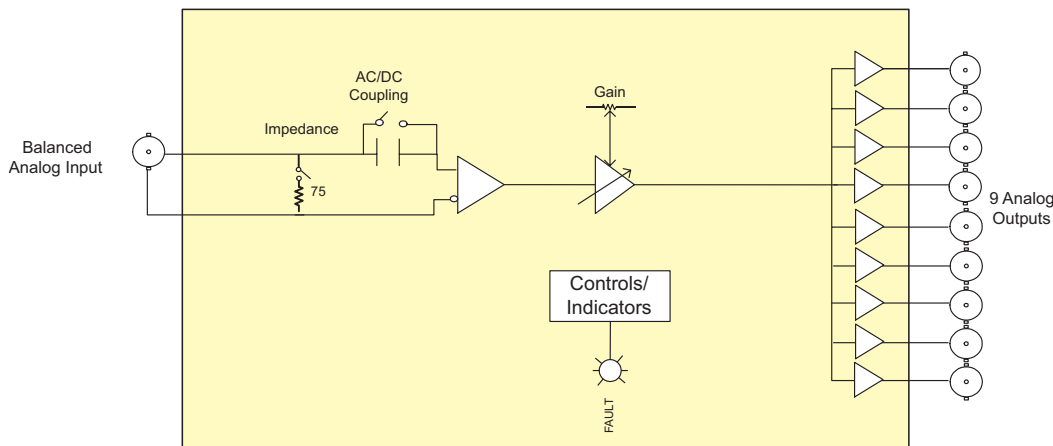 AC/DC
Coupling
Gain
Impedance
Balanced
Analog Input
75
9 Analog
Outputs
Controls/
Indicators
FAULT